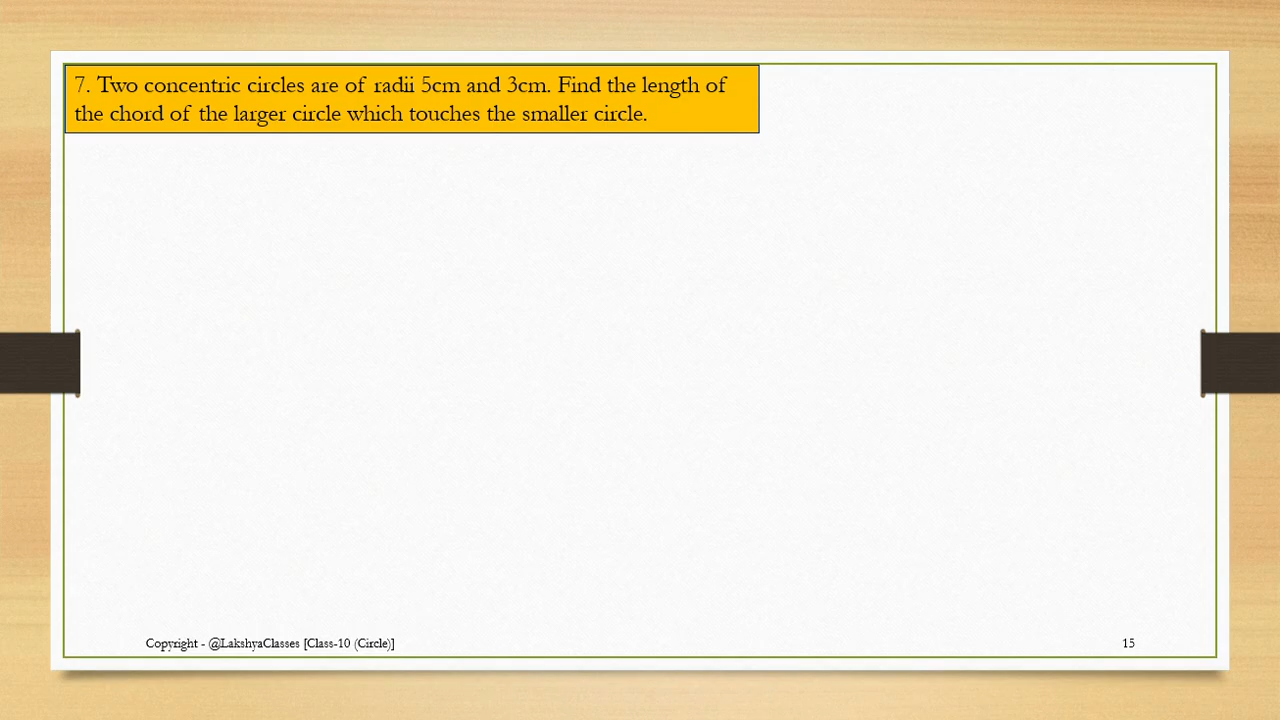 7. Two concentric circles are of radii 5cm and 3cm. Find the length of
the chord of the larger circle which touches the smaller circle.
Copyright - @LakshyaClasses [Class-10 (Circle)]
15